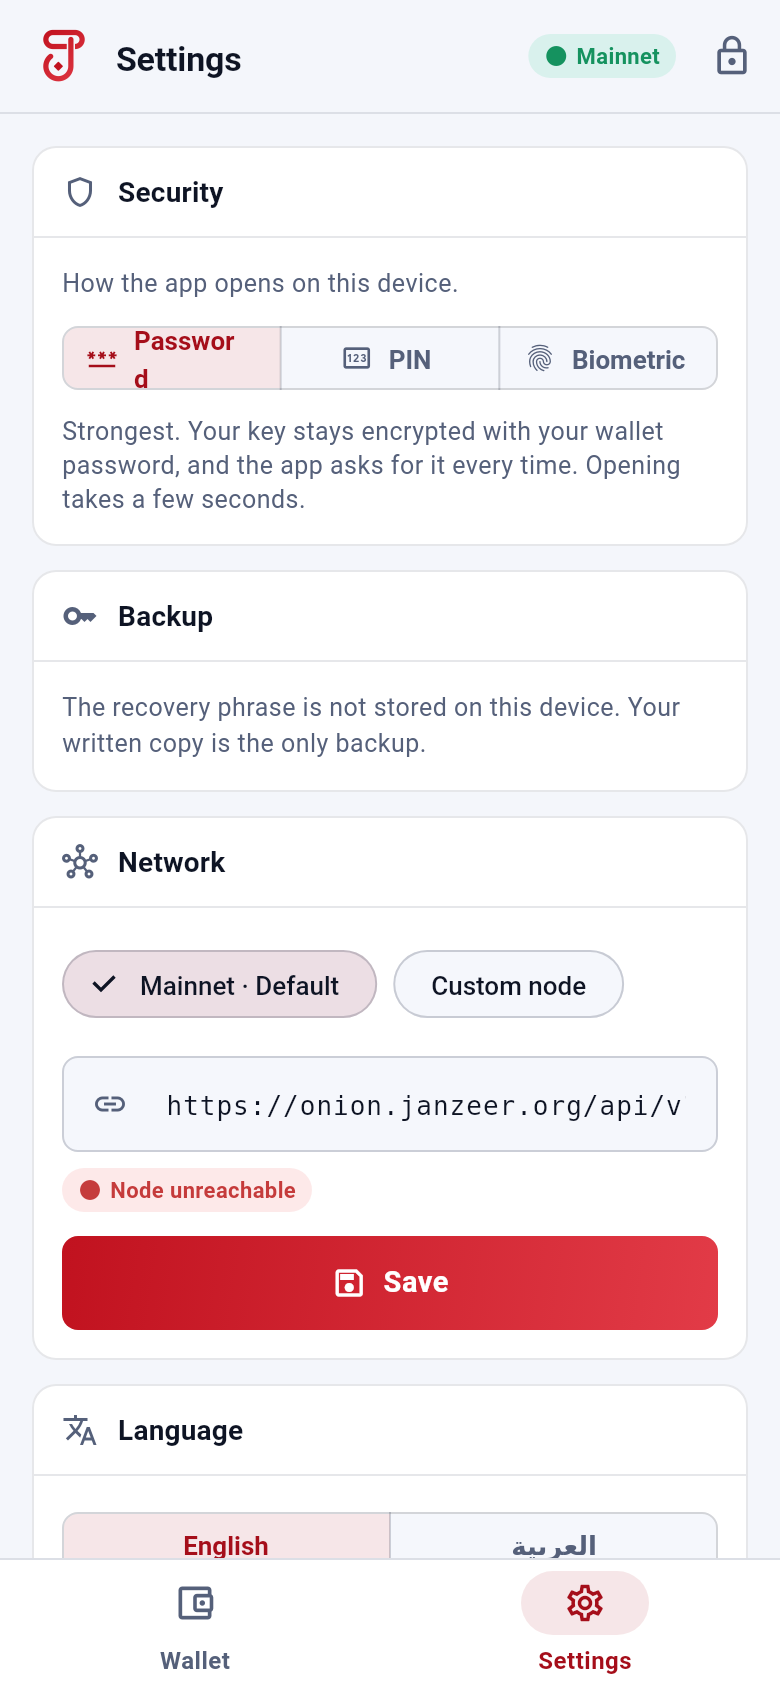 Settings
Mainnet
Security
How the app opens on this device.
***
Passwor
d
123
PIN
Biometric
Strongest. Your key stays encrypted with your wallet
password, and the app asks for it every time. Opening
takes a few seconds.
Backup
The recovery phrase is not stored on this device. Your
written copy is the only backup.
Network
Mainnet · Default
Custom node
https://onion.janzeer.org/api/v
Node unreachable
Save
Language
English
العربية
Wallet
Settings